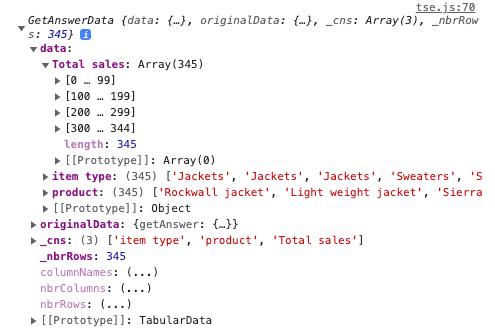 tse.js:70
GetAnswerData {data: {…}, originalData: {…}, _cns: Array(3), _nbrRow
s: 345} i
data:
Total sales: Array(345)
[0 … 99]
[100 … 199]
[200 … 299]
[300 … 344]
length: 345
[[Prototype]]: Array(0)
item type: (345) ['Jackets', 'Jackets', 'Jackets', 'Sweaters', 'S
product: (345) ['Rockwall jacket', 'Light weight jacket', 'Sierra
[[Prototype]]: Object
originalData: {getAnswer: {…}}
_cns: (3) ['item type', 'product', 'Total sales']
_nbrRows: 345
columnNames: (...)
nbrColumns: (...)
nbrRows: (...)
[[Prototype]]: TabularData